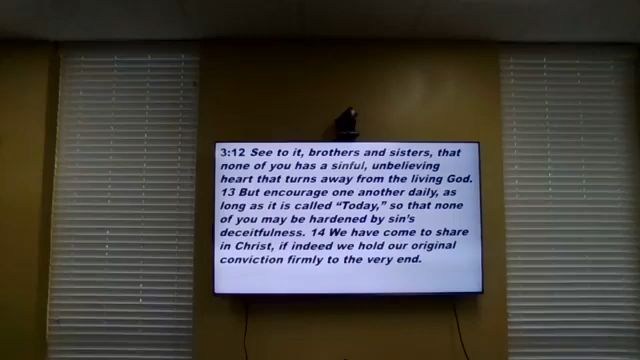 3:12 See to it, brothers and sisters, that
none of you has a sinful, unbelieving
heart that turns away from the living God.
13 But encourage one another daily, as
long as it is called “Today,” so that none
of you may be hardened by sin’s
deceitfulness. 14 We have come to share
in Christ, if indeed we hold our original
conviction firmly to the very end.